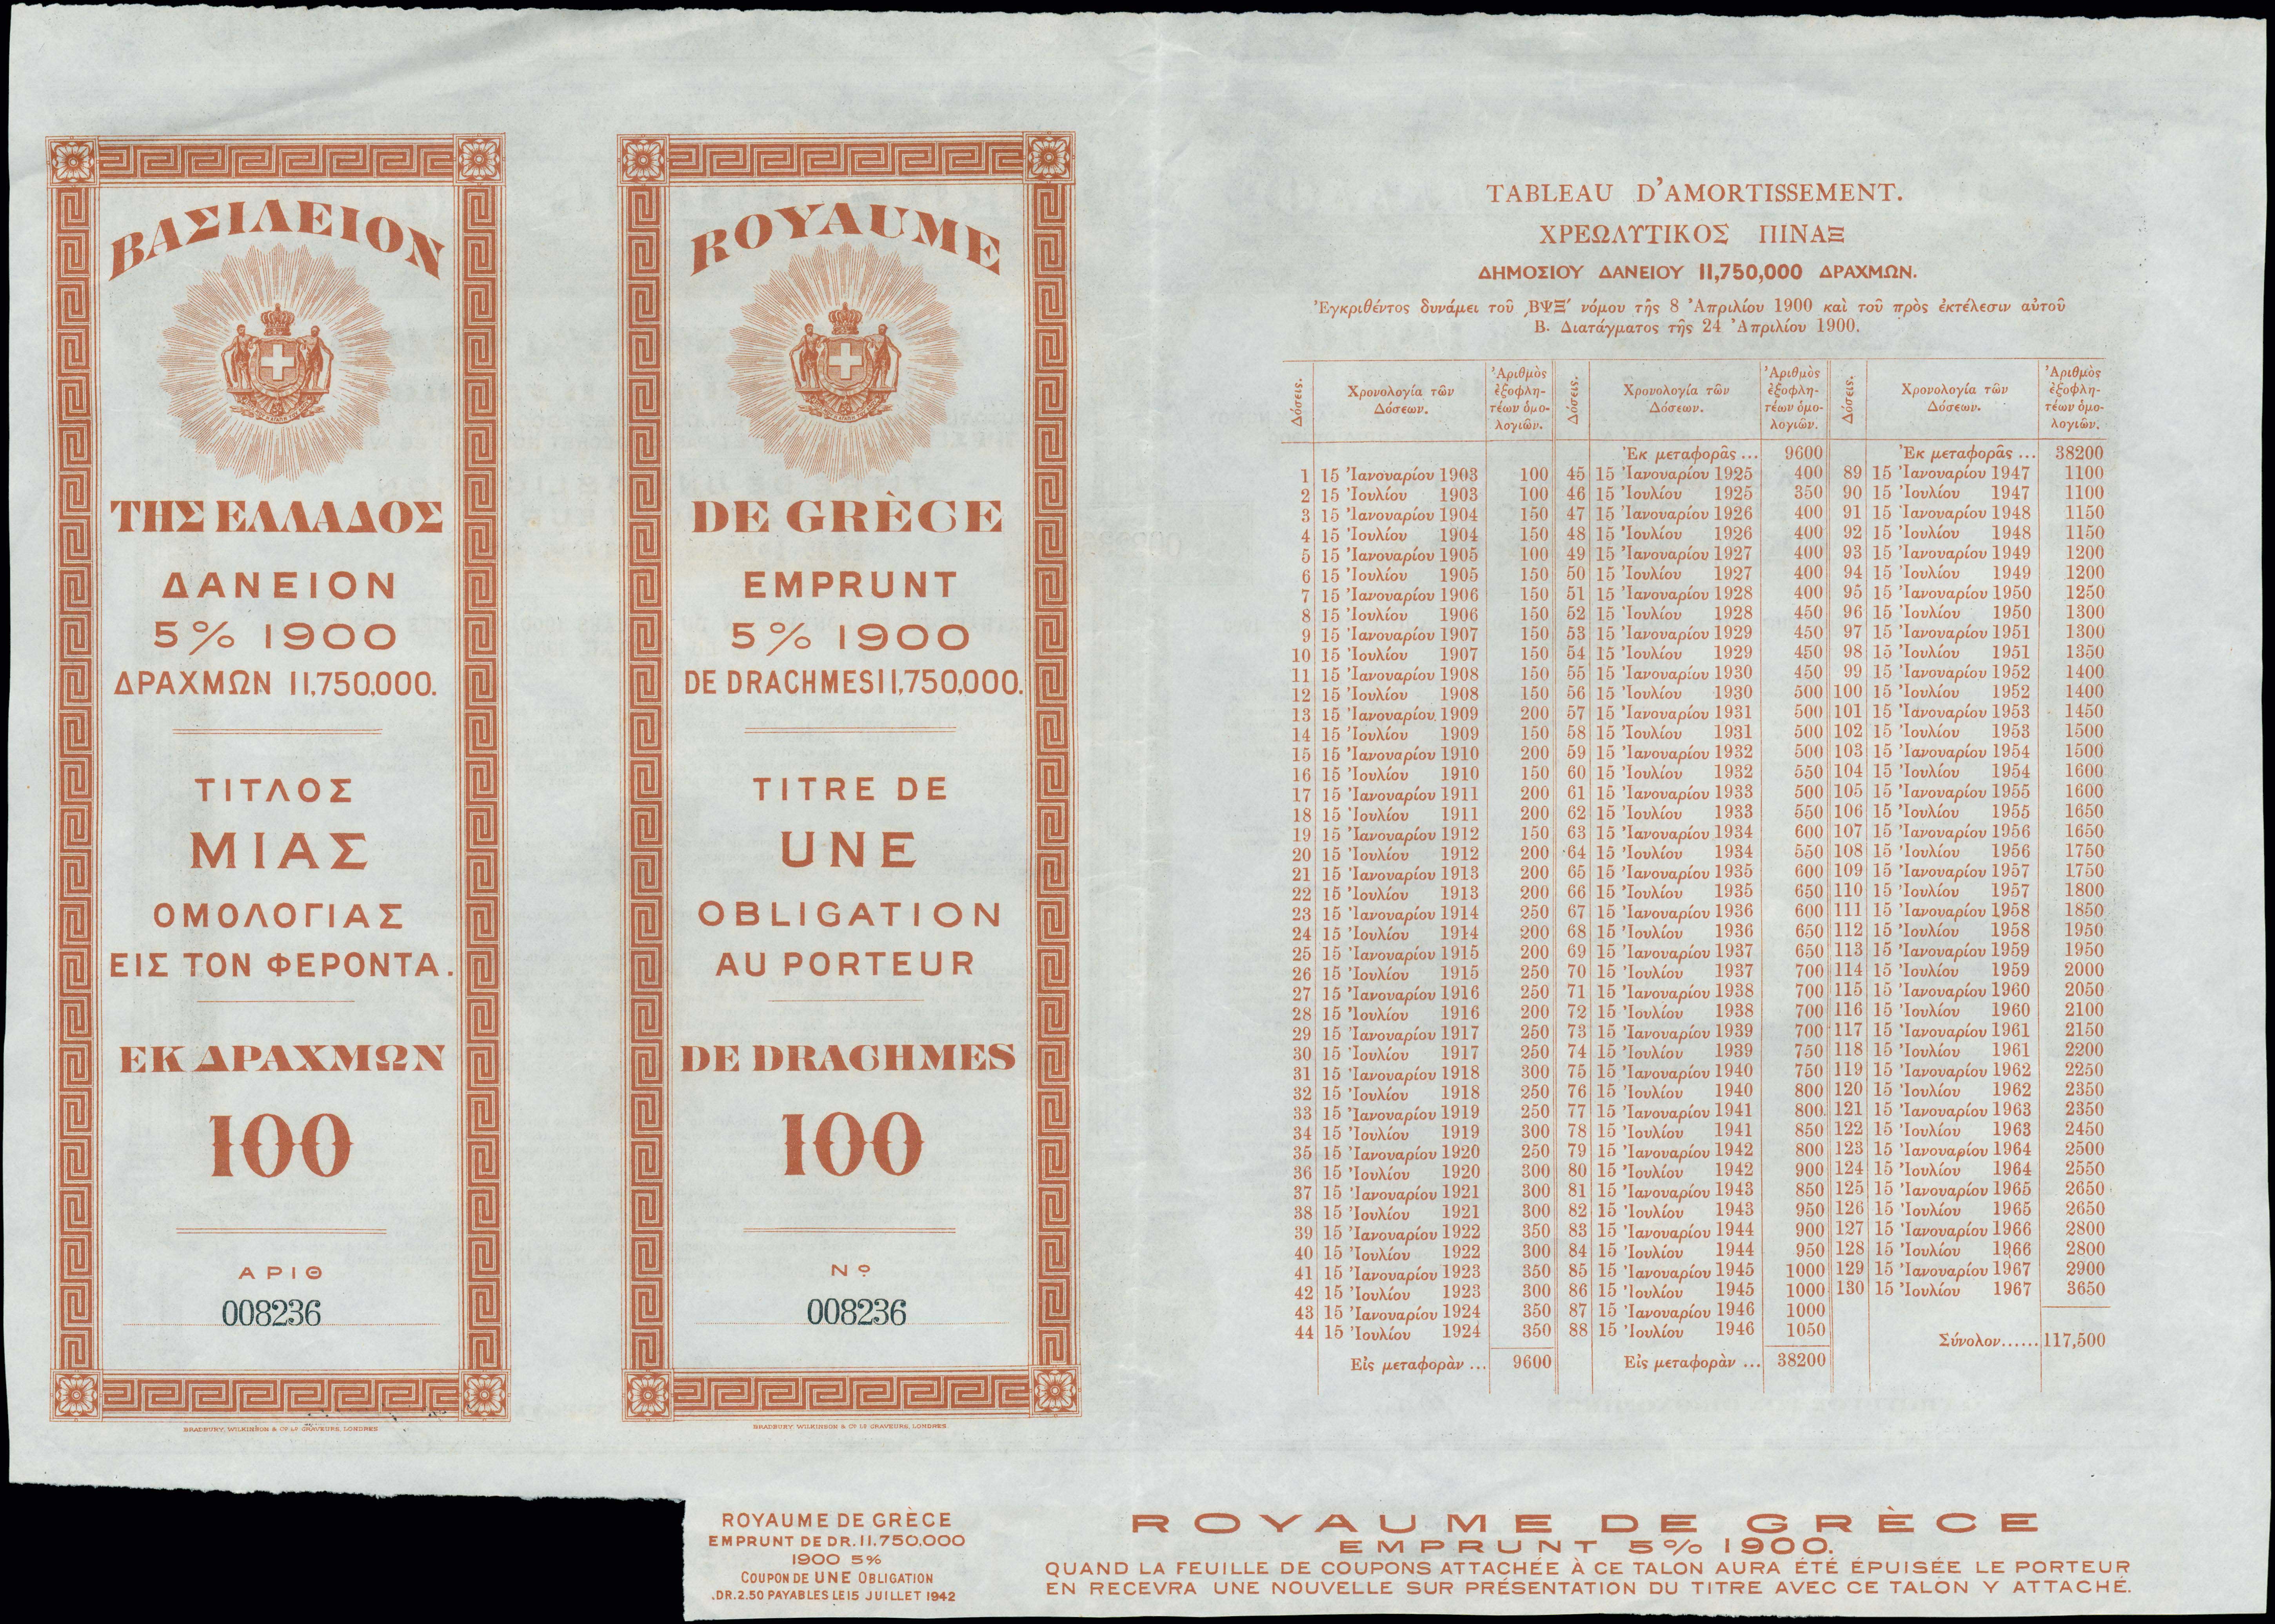 ΒΑΣΙΛΕΙΟΝ
ΤΗΣ ΕΛΛΑΔΟΣ
ΔΑΝΕΙΟΝ
5% 1900
ΔΡΑΧΜΩΝ 11,750,000.
ΤΙΤΛΟΣ
ΜΙΑΣ
ΟΜΟΛΟΓΙΑΣ
ΕΙΣ ΤΟΝ ΦΕΡΟΝΤΑ.
ΕΚ ΔΡΑΧΜΩΝ
100
ΑΡΙΘ
008236
BRADBURY, WILKINSON & Cº Lᴰ GRAVEURS, LONDRES
ROYAUME
DE GRÈCE
EMPRUNT
5% 1900
DE DRACHMES 11,750,000.
TITRE DE
UNE
OBLIGATION
AU PORTEUR
DE DRACHMES
100
Nº
008236
BRADBURY, WILKINSON & Cº Lᴰ GRAVEURS, LONDRES
TABLEAU D'AMORTISSEMENT.
ΧΡΕΩΛΥΤΙΚΟΣ ΠΙΝΑΞ
ΔΗΜΟΣΙΟΥ ΔΑΝΕΙΟΥ 11,750,000 ΔΡΑΧΜΩΝ.
Ἐγκριθέντος δυνάμει τοῦ ͵ΒΨΞʹ νόμου τῆς 8 Ἀπριλίου 1900 καὶ τοῦ πρὸς ἐκτέλεσιν αὐτοῦ
Β. Διατάγματος τῆς 24 Ἀπριλίου 1900.
Δόσεις. Χρονολογία τῶν Δόσεων. Ἀριθμὸς ἐξοφλητέων ὁμολογιῶν. Δόσεις. Χρονολογία τῶν Δόσεων. Ἀριθμὸς ἐξοφλητέων ὁμολογιῶν. Δόσεις. Χρονολογία τῶν Δόσεων. Ἀριθμὸς ἐξοφλητέων ὁμολογιῶν.
Ἐκ μεταφορᾶς ... 9600 Ἐκ μεταφορᾶς ... 38200
1 15 Ἰανουαρίου 1903 100 45 15 Ἰανουαρίου 1925 400 89 15 Ἰανουαρίου 1947 1100
2 15 Ἰουλίου 1903 100 46 15 Ἰουλίου 1925 350 90 15 Ἰουλίου 1947 1100
3 15 Ἰανουαρίου 1904 150 47 15 Ἰανουαρίου 1926 400 91 15 Ἰανουαρίου 1948 1150
4 15 Ἰουλίου 1904 150 48 15 Ἰουλίου 1926 400 92 15 Ἰουλίου 1948 1150
5 15 Ἰανουαρίου 1905 100 49 15 Ἰανουαρίου 1927 400 93 15 Ἰανουαρίου 1949 1200
6 15 Ἰουλίου 1905 150 50 15 Ἰουλίου 1927 400 94 15 Ἰουλίου 1949 1200
7 15 Ἰανουαρίου 1906 150 51 15 Ἰανουαρίου 1928 400 95 15 Ἰανουαρίου 1950 1250
8 15 Ἰουλίου 1906 150 52 15 Ἰουλίου 1928 450 96 15 Ἰουλίου 1950 1300
9 15 Ἰανουαρίου 1907 150 53 15 Ἰανουαρίου 1929 450 97 15 Ἰανουαρίου 1951 1300
10 15 Ἰουλίου 1907 150 54 15 Ἰουλίου 1929 450 98 15 Ἰουλίου 1951 1350
11 15 Ἰανουαρίου 1908 150 55 15 Ἰανουαρίου 1930 450 99 15 Ἰανουαρίου 1952 1400
12 15 Ἰουλίου 1908 150 56 15 Ἰουλίου 1930 500 100 15 Ἰουλίου 1952 1400
13 15 Ἰανουαρίου 1909 200 57 15 Ἰανουαρίου 1931 500 101 15 Ἰανουαρίου 1953 1450
14 15 Ἰουλίου 1909 150 58 15 Ἰουλίου 1931 500 102 15 Ἰουλίου 1953 1500
15 15 Ἰανουαρίου 1910 200 59 15 Ἰανουαρίου 1932 500 103 15 Ἰανουαρίου 1954 1500
16 15 Ἰουλίου 1910 150 60 15 Ἰουλίου 1932 550 104 15 Ἰουλίου 1954 1600
17 15 Ἰανουαρίου 1911 200 61 15 Ἰανουαρίου 1933 500 105 15 Ἰανουαρίου 1955 1600
18 15 Ἰουλίου 1911 200 62 15 Ἰουλίου 1933 550 106 15 Ἰουλίου 1955 1650
19 15 Ἰανουαρίου 1912 150 63 15 Ἰανουαρίου 1934 600 107 15 Ἰανουαρίου 1956 1650
20 15 Ἰουλίου 1912 200 64 15 Ἰουλίου 1934 550 108 15 Ἰουλίου 1956 1750
21 15 Ἰανουαρίου 1913 200 65 15 Ἰανουαρίου 1935 600 109 15 Ἰανουαρίου 1957 1750
22 15 Ἰουλίου 1913 200 66 15 Ἰουλίου 1935 650 110 15 Ἰουλίου 1957 1800
23 15 Ἰανουαρίου 1914 250 67 15 Ἰανουαρίου 1936 600 111 15 Ἰανουαρίου 1958 1850
24 15 Ἰουλίου 1914 200 68 15 Ἰουλίου 1936 650 112 15 Ἰουλίου 1958 1950
25 15 Ἰανουαρίου 1915 200 69 15 Ἰανουαρίου 1937 650 113 15 Ἰανουαρίου 1959 1950
26 15 Ἰουλίου 1915 250 70 15 Ἰουλίου 1937 700 114 15 Ἰουλίου 1959 2000
27 15 Ἰανουαρίου 1916 250 71 15 Ἰανουαρίου 1938 700 115 15 Ἰανουαρίου 1960 2050
28 15 Ἰουλίου 1916 200 72 15 Ἰουλίου 1938 700 116 15 Ἰουλίου 1960 2100
29 15 Ἰανουαρίου 1917 250 73 15 Ἰανουαρίου 1939 700 117 15 Ἰανουαρίου 1961 2150
30 15 Ἰουλίου 1917 250 74 15 Ἰουλίου 1939 750 118 15 Ἰουλίου 1961 2200
31 15 Ἰανουαρίου 1918 300 75 15 Ἰανουαρίου 1940 750 119 15 Ἰανουαρίου 1962 2250
32 15 Ἰουλίου 1918 250 76 15 Ἰουλίου 1940 800 120 15 Ἰουλίου 1962 2350
33 15 Ἰανουαρίου 1919 250 77 15 Ἰανουαρίου 1941 800 121 15 Ἰανουαρίου 1963 2350
34 15 Ἰουλίου 1919 300 78 15 Ἰουλίου 1941 850 122 15 Ἰουλίου 1963 2450
35 15 Ἰανουαρίου 1920 250 79 15 Ἰανουαρίου 1942 800 123 15 Ἰανουαρίου 1964 2500
36 15 Ἰουλίου 1920 300 80 15 Ἰουλίου 1942 900 124 15 Ἰουλίου 1964 2550
37 15 Ἰανουαρίου 1921 300 81 15 Ἰανουαρίου 1943 850 125 15 Ἰανουαρίου 1965 2650
38 15 Ἰουλίου 1921 300 82 15 Ἰουλίου 1943 950 126 15 Ἰουλίου 1965 2650
39 15 Ἰανουαρίου 1922 350 83 15 Ἰανουαρίου 1944 900 127 15 Ἰανουαρίου 1966 2800
40 15 Ἰουλίου 1922 300 84 15 Ἰουλίου 1944 950 128 15 Ἰουλίου 1966 2800
41 15 Ἰανουαρίου 1923 350 85 15 Ἰανουαρίου 1945 1000 129 15 Ἰανουαρίου 1967 2900
42 15 Ἰουλίου 1923 300 86 15 Ἰουλίου 1945 1000 130 15 Ἰουλίου 1967 3650
43 15 Ἰανουαρίου 1924 350 87 15 Ἰανουαρίου 1946 1000
44 15 Ἰουλίου 1924 350 88 15 Ἰουλίου 1946 1050 Σύνολον...... 117,500
Εἰς μεταφορὰν ... 9600 Εἰς μεταφορὰν ... 38200
ROYAUME DE GRÈCE
EMPRUNT DE DR. 11.750.000
1900 5%
COUPON DE UNE OBLIGATION
DR. 2.50 PAYABLES LE 15 JUILLET 1942
ROYAUME DE GRÈCE
EMPRUNT 5% 1900.
QUAND LA FEUILLE DE COUPONS ATTACHÉE À CE TALON AURA ÉTÉ ÉPUISÉE LE PORTEUR
EN RECEVRA UNE NOUVELLE SUR PRÉSENTATION DU TITRE AVEC CE TALON Y ATTACHÉ.